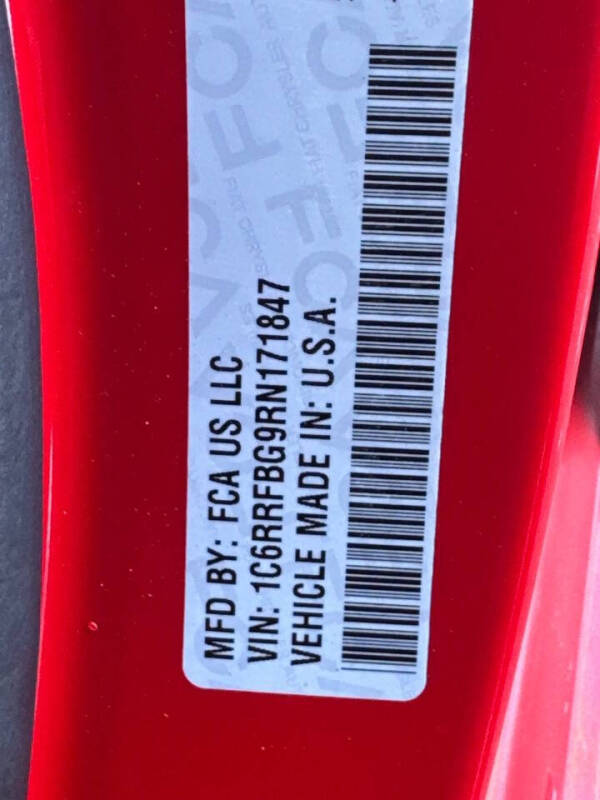 MFD BY: FCA US LLC
VIN: 1C6RRFBG9RN171847
VEHICLE MADE IN: U.S.A.